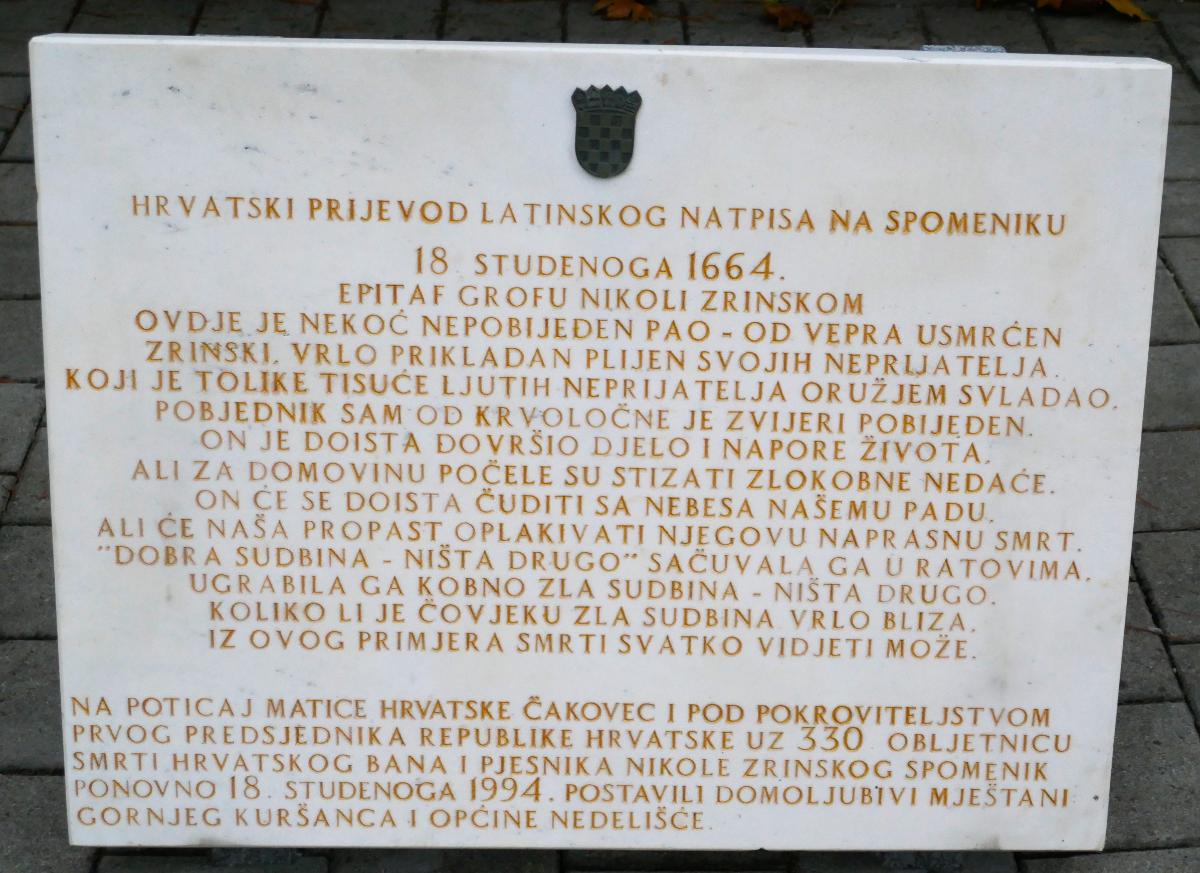 HRVATSKI PRIJEVOD LATINSKOG NATPISA NA SPOMENIKU
18. STUDENOGA 1664.
EPITAF GROFU NIKOLI ZRINSKOM
OVDJE JE NEKOĆ NEPOBIJEĐEN PAO - OD VEPRA USMRĆEN
ZRINSKI. VRLO PRIKLADAN PLIJEN SVOJIH NEPRIJATELJA.
KOJI JE TOLIKE TISUĆE LJUTIH NEPRIJATELJA ORUŽJEM SVLADAO.
POBJEDNIK SAM OD KRVOLOČNE JE ZVIJERI POBIJEĐEN.
ON JE DOISTA DOVRŠIO DJELO I NAPORE ŽIVOTA.
ALI ZA DOMOVINU POČELE SU STIZATI ZLOKOBNE NEDAĆE.
ON ĆE SE DOISTA ČUDITI SA NEBESA NAŠEMU PADU.
ALI ĆE NAŠA PROPAST OPLAKIVATI NJEGOVU NAPRASNU SMRT.
"DOBRA SUDBINA - NIŠTA DRUGO" SAČUVALA GA U RATOVIMA.
UGRABILA GA KOBNO ZLA SUDBINA - NIŠTA DRUGO.
KOLIKO LI JE ČOVJEKU ZLA SUDBINA VRLO BLIZA.
IZ OVOG PRIMJERA SMRTI SVATKO VIDJETI MOŽE.
NA POTICAJ MATICE HRVATSKE ČAKOVEC I POD POKROVITELJSTVOM
PRVOG PREDSJEDNIKA REPUBLIKE HRVATSKE UZ 330 OBLJETNICU
SMRTI HRVATSKOG BANA I PJESNIKA NIKOLE ZRINSKOG SPOMENIK
PONOVNO 18. STUDENOGA 1994. POSTAVILI DOMOLJUBIVI MJEŠTANI
GORNJEG KURŠANCA I OPĆINE NEDELIŠĆE.